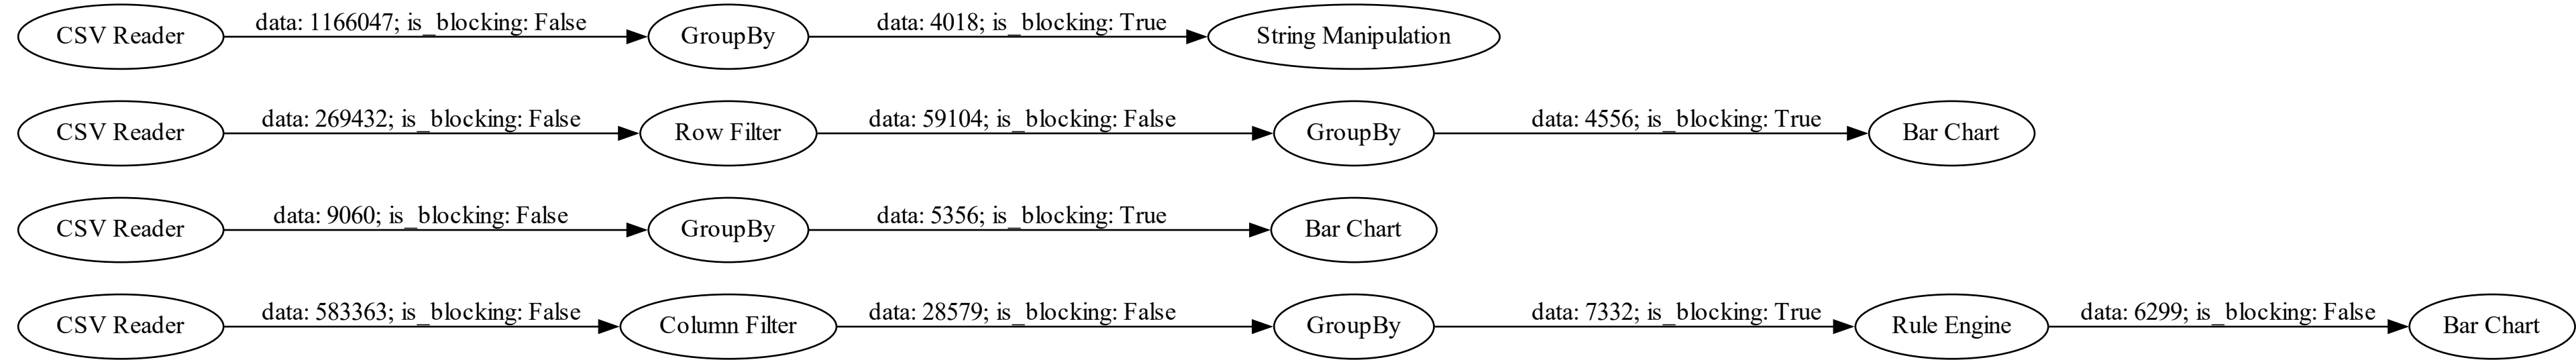 CSV Reader data: 1166047; is_blocking: False GroupBy data: 4018; is_blocking: True String Manipulation
CSV Reader data: 269432; is_blocking: False Row Filter data: 59104; is_blocking: False GroupBy data: 4556; is_blocking: True Bar Chart
CSV Reader data: 9060; is_blocking: False GroupBy data: 5356; is_blocking: True Bar Chart
CSV Reader data: 583363; is_blocking: False Column Filter data: 28579; is_blocking: False GroupBy data: 7332; is_blocking: True Rule Engine data: 6299; is_blocking: False Bar Chart